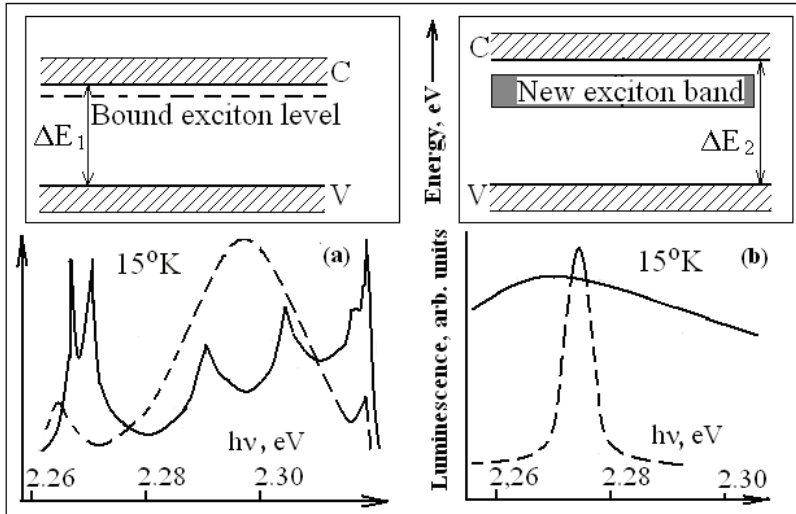 C
Bound exciton level
ΔE₁
V
Energy, eV
C
New exciton band
ΔE₂
V
15°K
(a)
hν, eV
2.26
2.28
2.30
Luminescence, arb. units
15°K
(b)
hν, eV
2,26
2.28
2.30